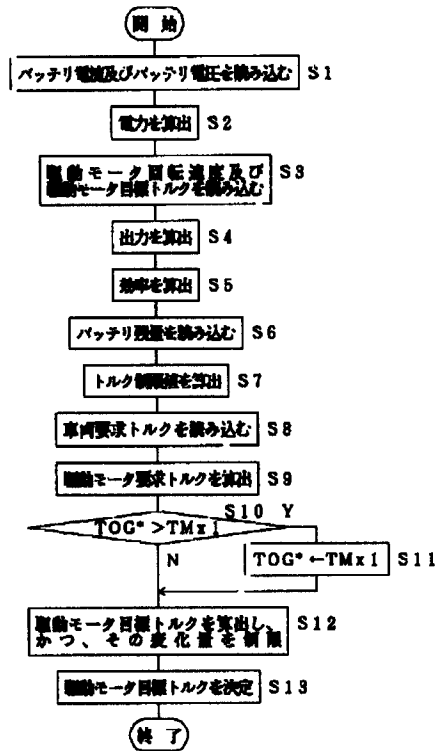 開始
バッテリ電流及びバッテリ電圧を読み込む S1
電力を算出 S2
駆動モータ回転速度及び
駆動モータ目標トルクを読み込む S3
出力を算出 S4
効率を算出 S5
バッテリ残量を読み込む S6
トルク制限値を算出 S7
車両要求トルクを読み込む S8
駆動モータ要求トルクを算出 S9
S10 Y
TOG* >TMx1
N
TOG* ←TMx1 S11
駆動モータ目標トルクを算出し、
かつ、その変化量を制限 S12
駆動モータ目標トルクを決定 S13
終了